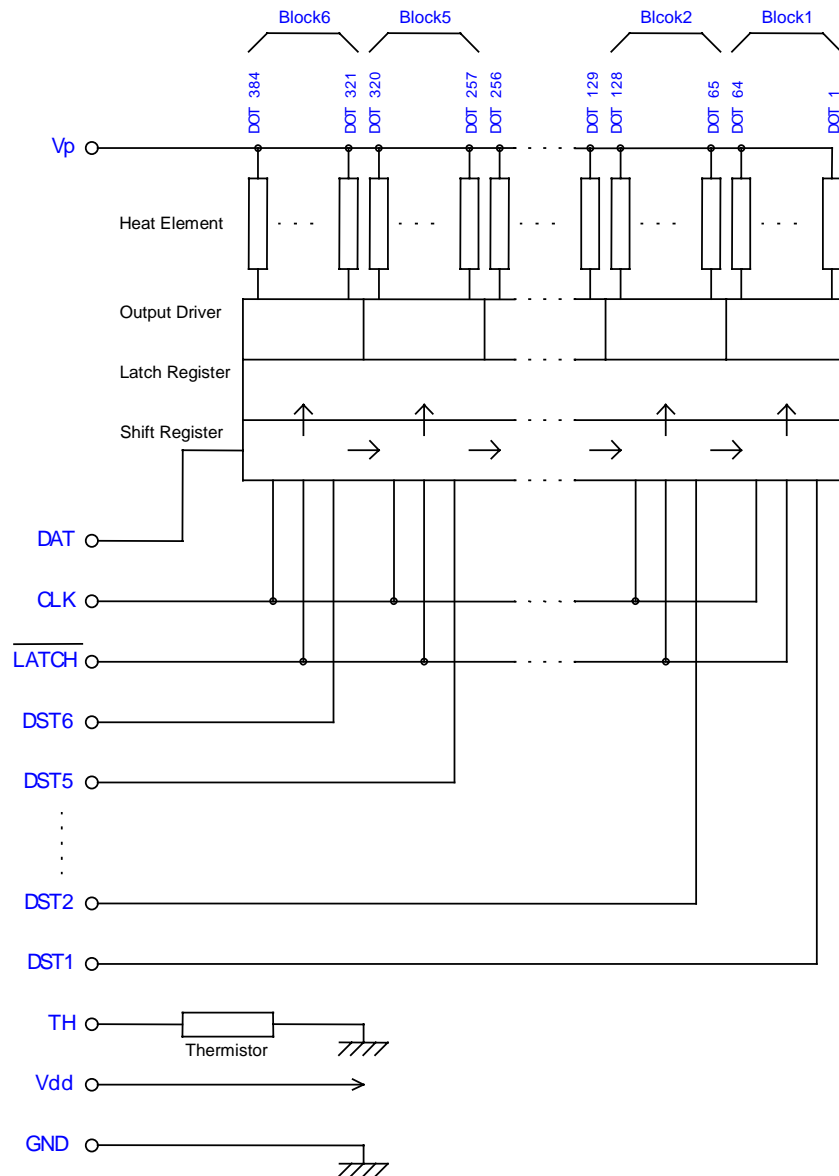 Block6 Block5 Blcok2 Block1
DOT 384 DOT 321 DOT 320 DOT 257 DOT 256 DOT 129 DOT 128 DOT 65 DOT 64 DOT 1
Vp
Heat Element
Output Driver
Latch Register
Shift Register
DAT
CLK
LATCH
DST6
DST5
DST2
DST1
TH
Thermistor
Vdd
GND